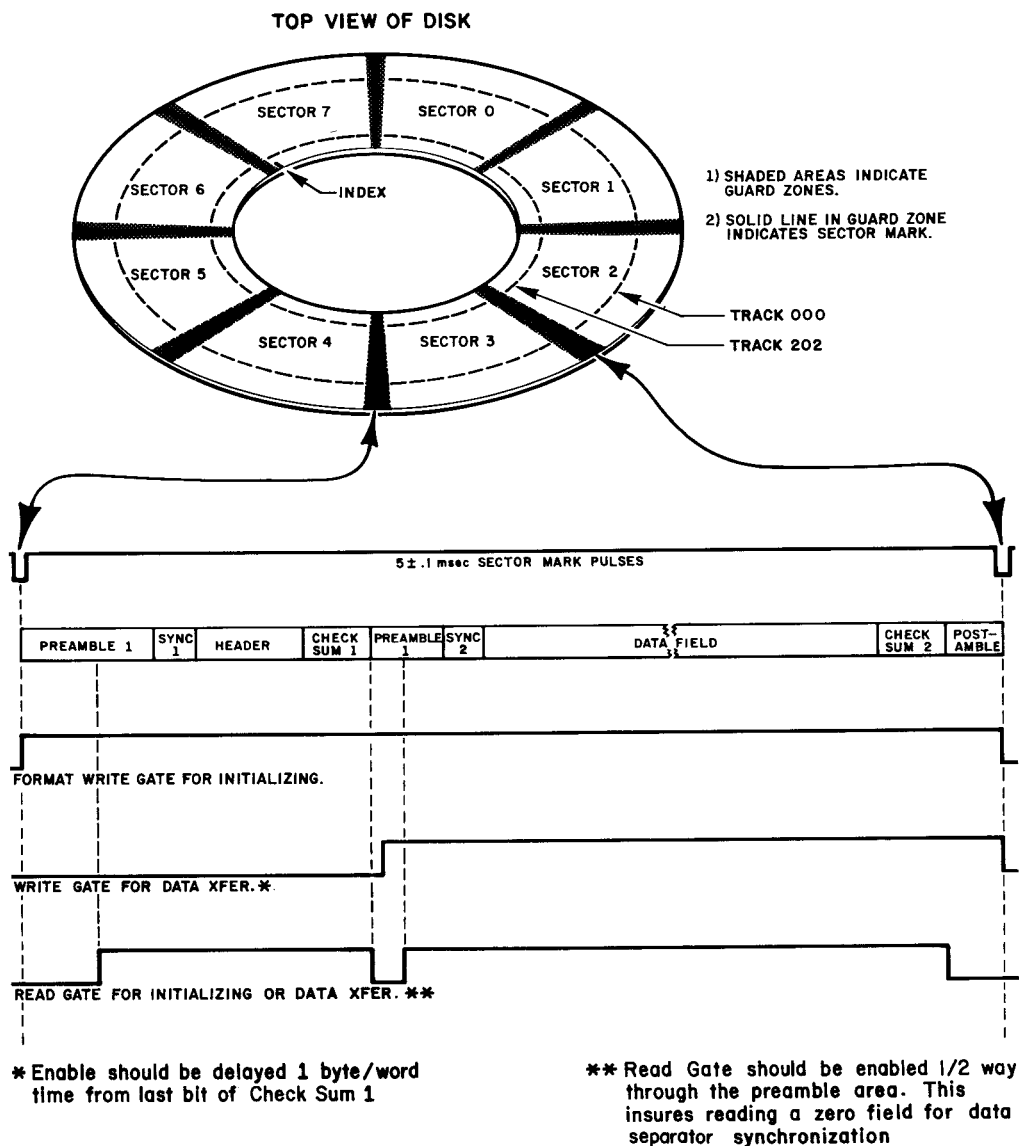 TOP VIEW OF DISK
SECTOR 7
SECTOR 0
SECTOR 6
INDEX
SECTOR 1
1) SHADED AREAS INDICATE
GUARD ZONES.
2) SOLID LINE IN GUARD ZONE
INDICATES SECTOR MARK.
SECTOR 5
SECTOR 2
SECTOR 4
SECTOR 3
TRACK 000
TRACK 202
5± .1 msec SECTOR MARK PULSES
PREAMBLE 1
SYNC
1
HEADER
CHECK
SUM 1
PREAMBLE
1
SYNC
2
DATA FIELD
CHECK
SUM 2
POST-
AMBLE
FORMAT WRITE GATE FOR INITIALIZING.
WRITE GATE FOR DATA XFER.*
READ GATE FOR INITIALIZING OR DATA XFER. **
* Enable should be delayed 1 byte/word
time from last bit of Check Sum 1
** Read Gate should be enabled 1/2 way
through the preamble area. This
insures reading a zero field for data
separator synchronization